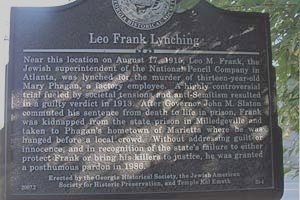 Leo Frank Lynching
Near this location on August 17, 1915, Leo M. Frank, the
Jewish superintendent of the National Pencil Company in
Atlanta, was lynched for the murder of thirteen-year-old
Mary Phagan, a factory employee. A highly controversial
trial fueled by societal tensions and anti-Semitism resulted
in a guilty verdict in 1913. After Governor John M. Slaton
commuted his sentence from death to life in prison, Frank
was kidnapped from the state prison in Milledgeville and
taken to Phagan's hometown of Marietta where he was
hanged before a local crowd. Without addressing guilt or
innocence, and in recognition of the state's failure to either
protect Frank or bring his killers to justice, he was granted
a posthumous pardon in 1986.
Erected by the Georgia Historical Society, the Jewish American
Society for Historic Preservation, and Temple Kol Emeth